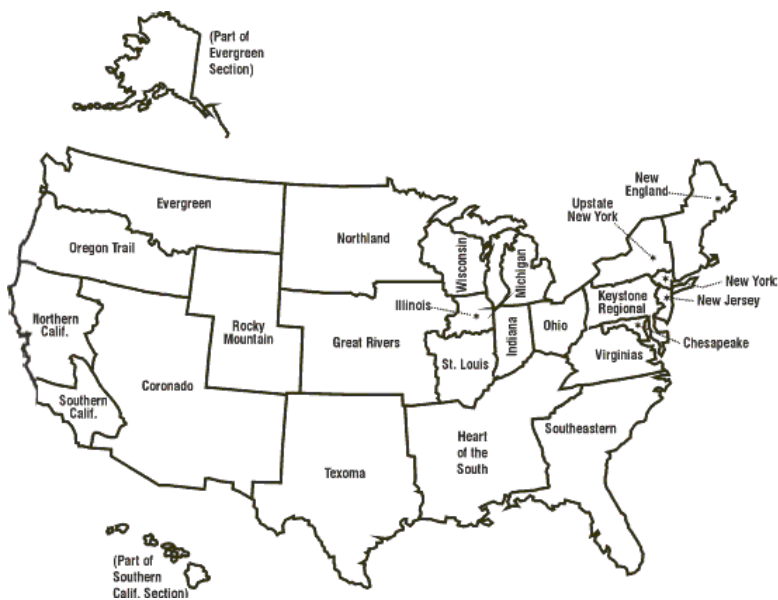 (Part of
Evergreen
Section)
New
England
Upstate
New York
Evergreen
Northland
Oregon Trail
Wisconsin
Michigan
New York
New Jersey
Keystone
Regional
Illinois
Northern
Calif.
Rocky
Mountain
Great Rivers
Indiana
Ohio
Chesapeake
St. Louis
Virginias
Coronado
Southern
Calif.
Southeastern
Heart
of the
South
Texoma
(Part of
Southern
Calif. Section)